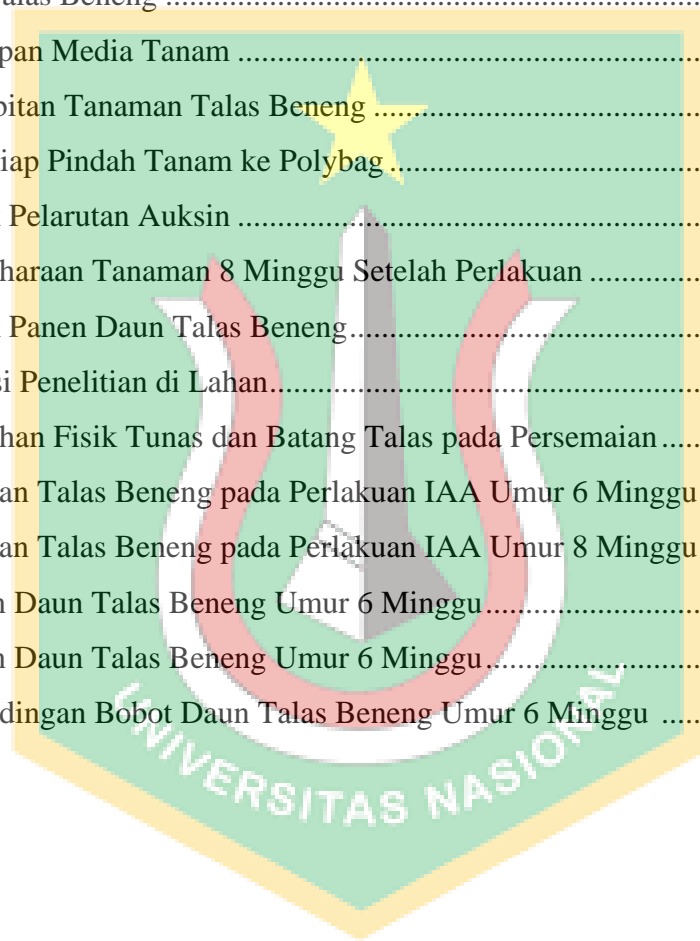 alas Beneng ........................................................................
pan Media Tanam ............................................................
bitan Tanaman Talas Beneng ..........................................
iap Pindah Tanam ke Polybag ........................................
Pelarutan Auksin ............................................................
haraan Tanaman 8 Minggu Setelah Perlakuan ..............
Panen Daun Talas Beneng..............................................
si Penelitian di Lahan......................................................
han Fisik Tunas dan Batang Talas pada Persemaian.....
an Talas Beneng pada Perlakuan IAA Umur 6 Minggu
an Talas Beneng pada Perlakuan IAA Umur 8 Minggu
n Daun Talas Beneng Umur 6 Minggu...........................
n Daun Talas Beneng Umur 6 Minggu...........................
dingan Bobot Daun Talas Beneng Umur 6 Minggu .....
UNIVERSITAS NASIONAL